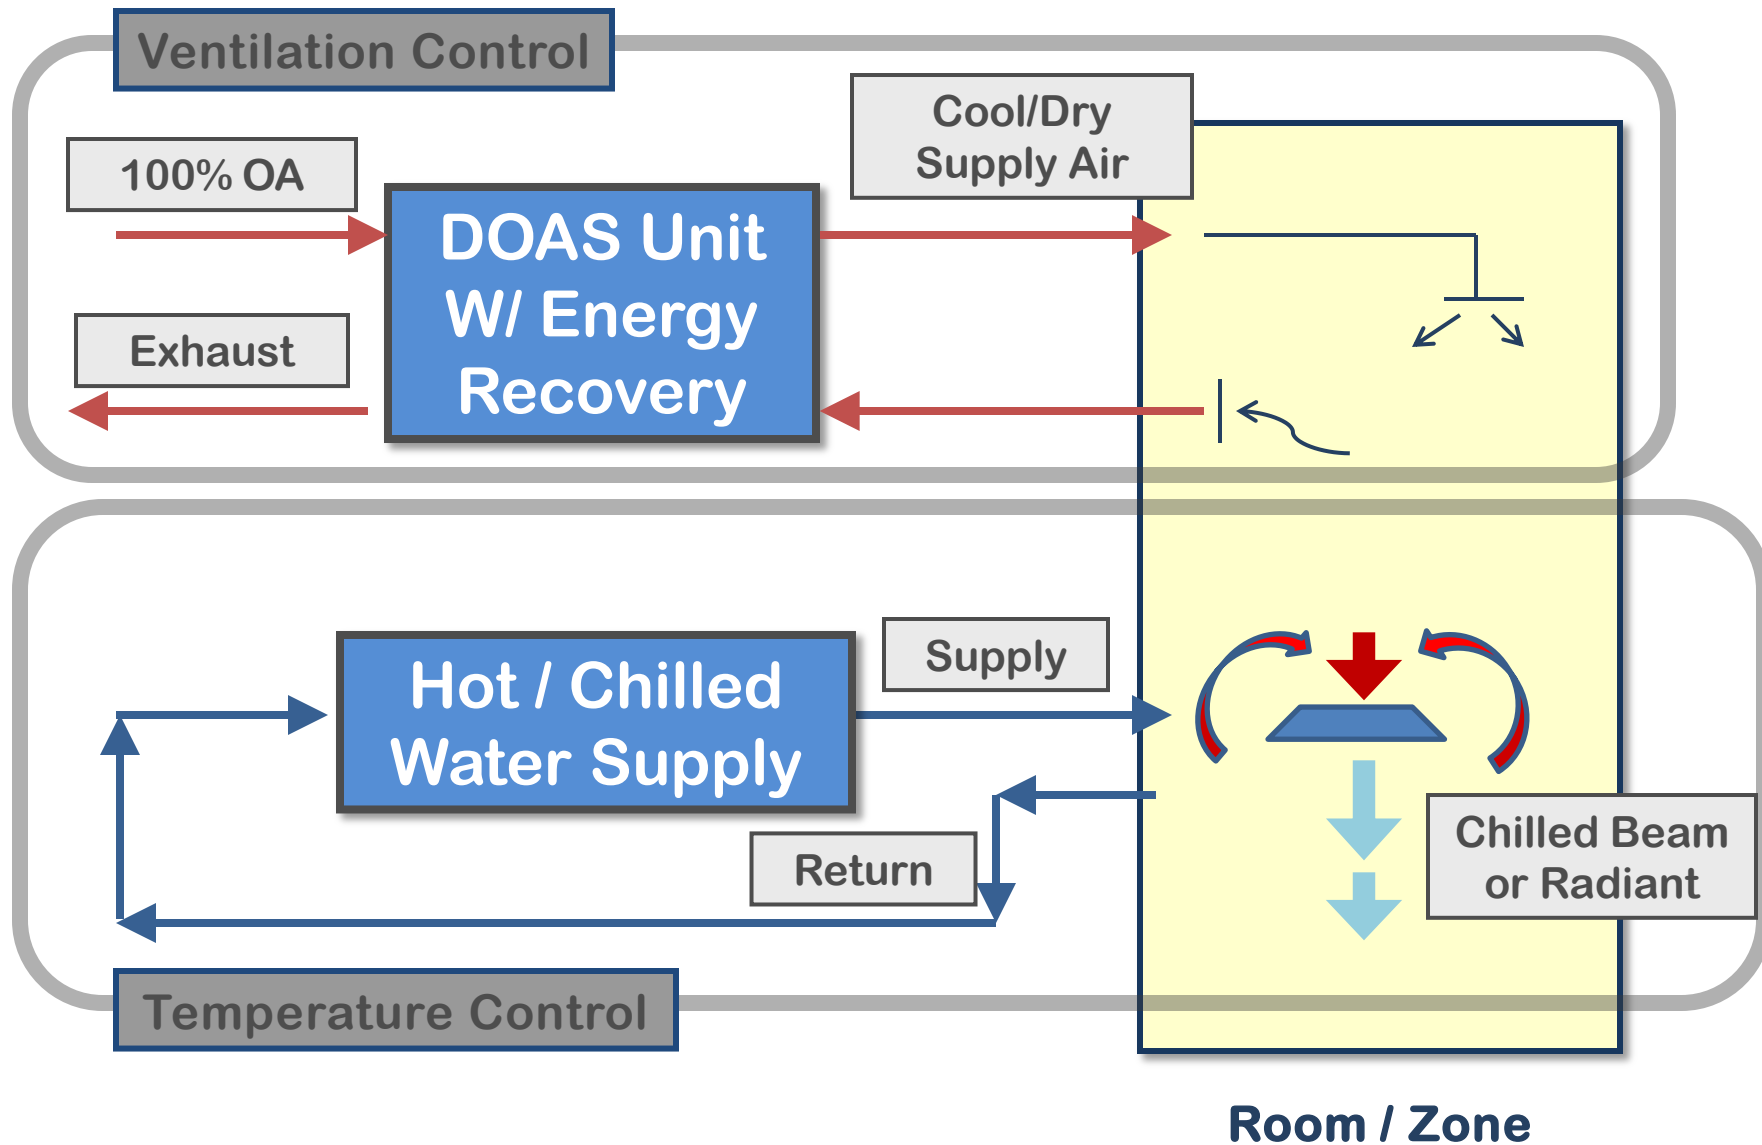 Ventilation Control
Cool/Dry
Supply Air
100% OA
DOAS Unit
W/ Energy
Recovery
Exhaust
Supply
Hot / Chilled
Water Supply
Return
Chilled Beam
or Radiant
Temperature Control
Room / Zone